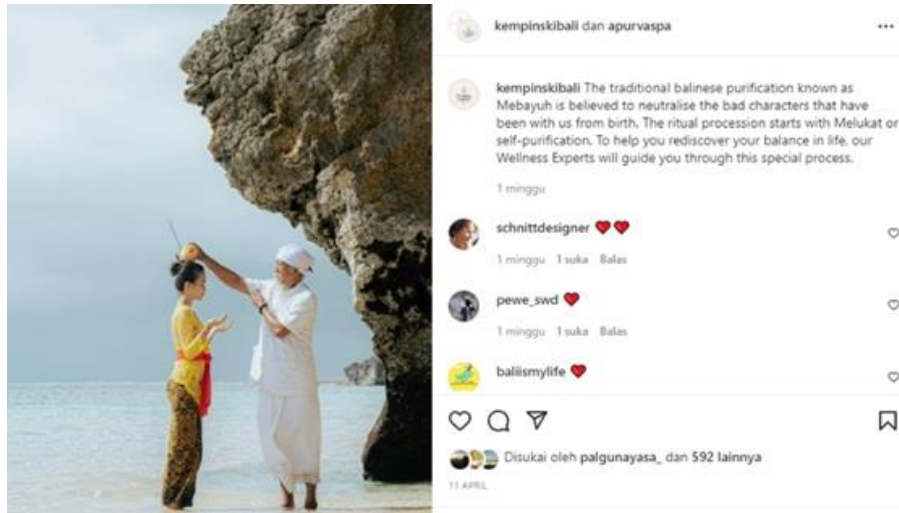 kempinskibali dan apurvaspa
kempinskibali The traditional balinese purification known as
Mebayuh is believed to neutralise the bad characters that have
been with us from birth. The ritual procession starts with Melukat or
self-purification. To help you rediscover your balance in life, our
Wellness Experts will guide you through this special process.
1 minggu
schnittdesigner
1 minggu 1 suka Balas
pewe_swd
1 minggu 1 suka Balas
baliismylife
Disukai oleh palgunayasa_ dan 592 lainnya
11 APRIL